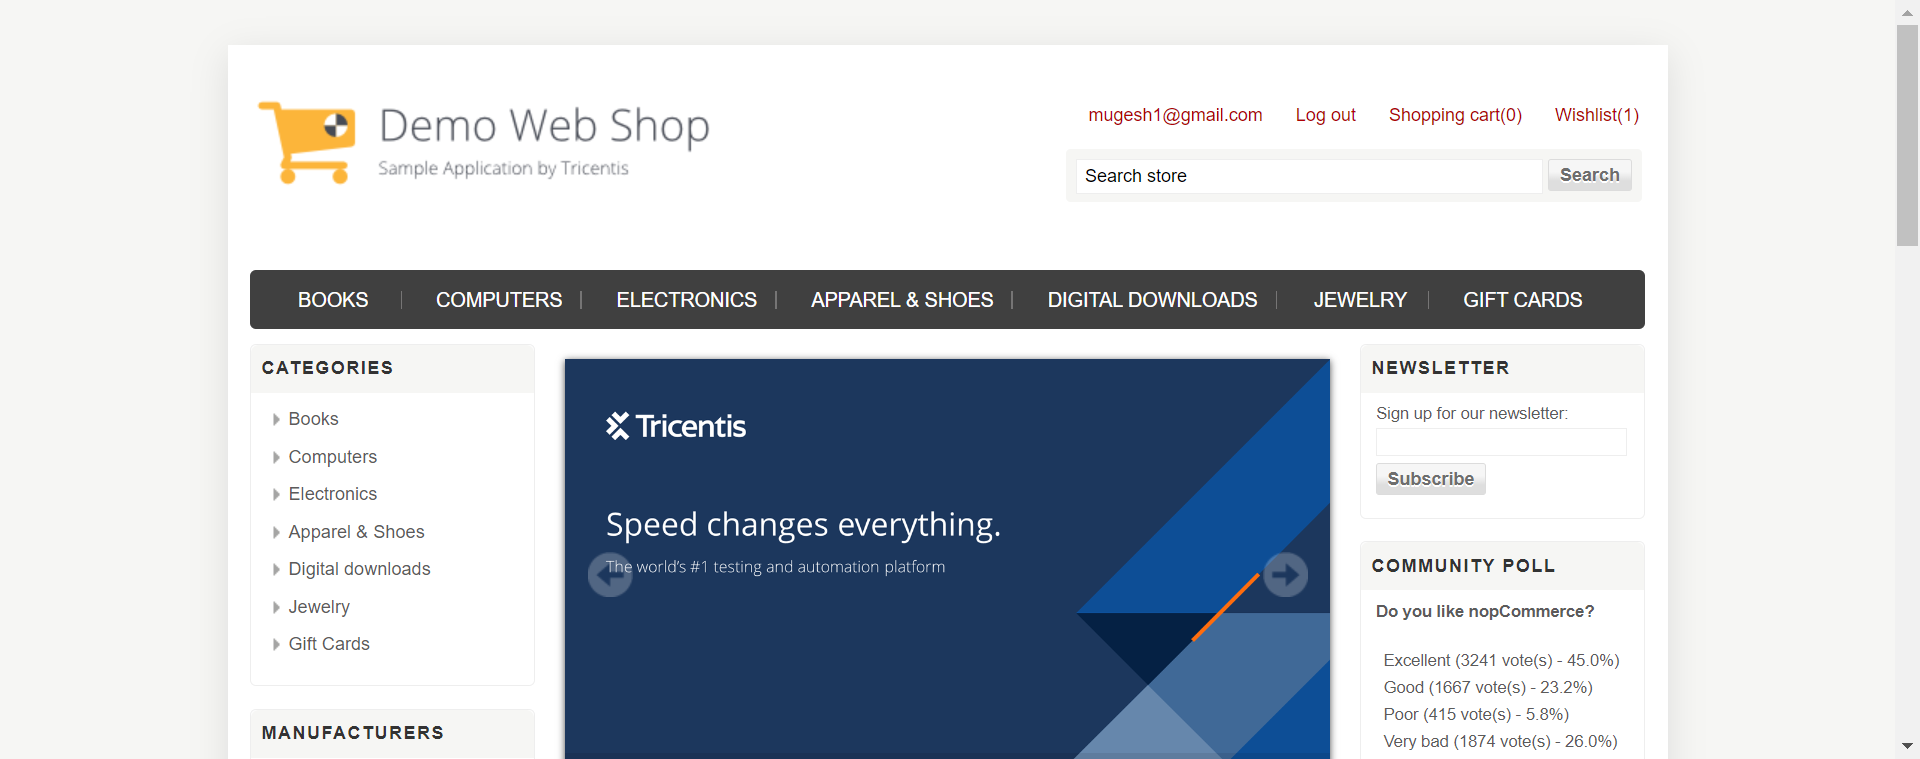 Demo Web Shop
Sample Application by Tricentis
mugesh1@gmail.com Log out Shopping cart(0) Wishlist(1)
Search store Search
BOOKS COMPUTERS ELECTRONICS APPAREL & SHOES DIGITAL DOWNLOADS JEWELRY GIFT CARDS
CATEGORIES
Books
Computers
Electronics
Apparel & Shoes
Digital downloads
Jewelry
Gift Cards
MANUFACTURERS
Tricentis
Speed changes everything.
The world's #1 testing and automation platform
NEWSLETTER
Sign up for our newsletter:
Subscribe
COMMUNITY POLL
Do you like nopCommerce?
Excellent (3241 vote(s) - 45.0%)
Good (1667 vote(s) - 23.2%)
Poor (415 vote(s) - 5.8%)
Very bad (1874 vote(s) - 26.0%)